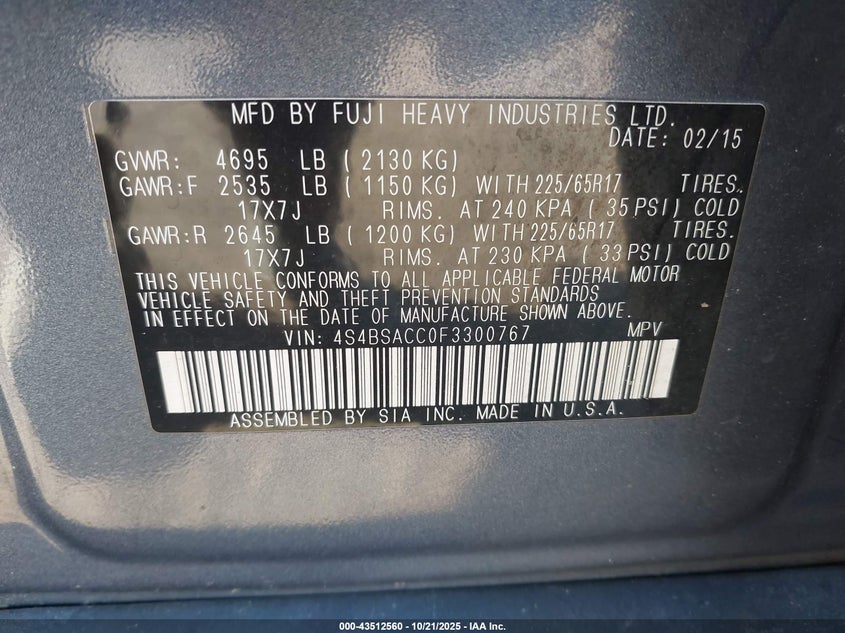 MFD BY FUJI HEAVY INDUSTRIES LTD.
DATE: 02/15
GVWR: 4695 LB ( 2130 KG)
GAWR:F 2535 LB ( 1150 KG) WITH 225/65R17 TIRES.
17X7J RIMS. AT 240 KPA ( 35 PSI) COLD
GAWR:R 2645 LB ( 1200 KG) WITH 225/65R17 TIRES.
17X7J RIMS. AT 230 KPA ( 33 PSI) COLD
THIS VEHICLE CONFORMS TO ALL APPLICABLE FEDERAL MOTOR
VEHICLE SAFETY AND THEFT PREVENTION STANDARDS
IN EFFECT ON THE DATE OF MANUFACTURE SHOWN ABOVE.
VIN: 4S4BSACC0F3300767 MPV
ASSEMBLED BY SIA INC. MADE IN U.S.A.
000-43512560 - 10/21/2025 - IAA Inc.